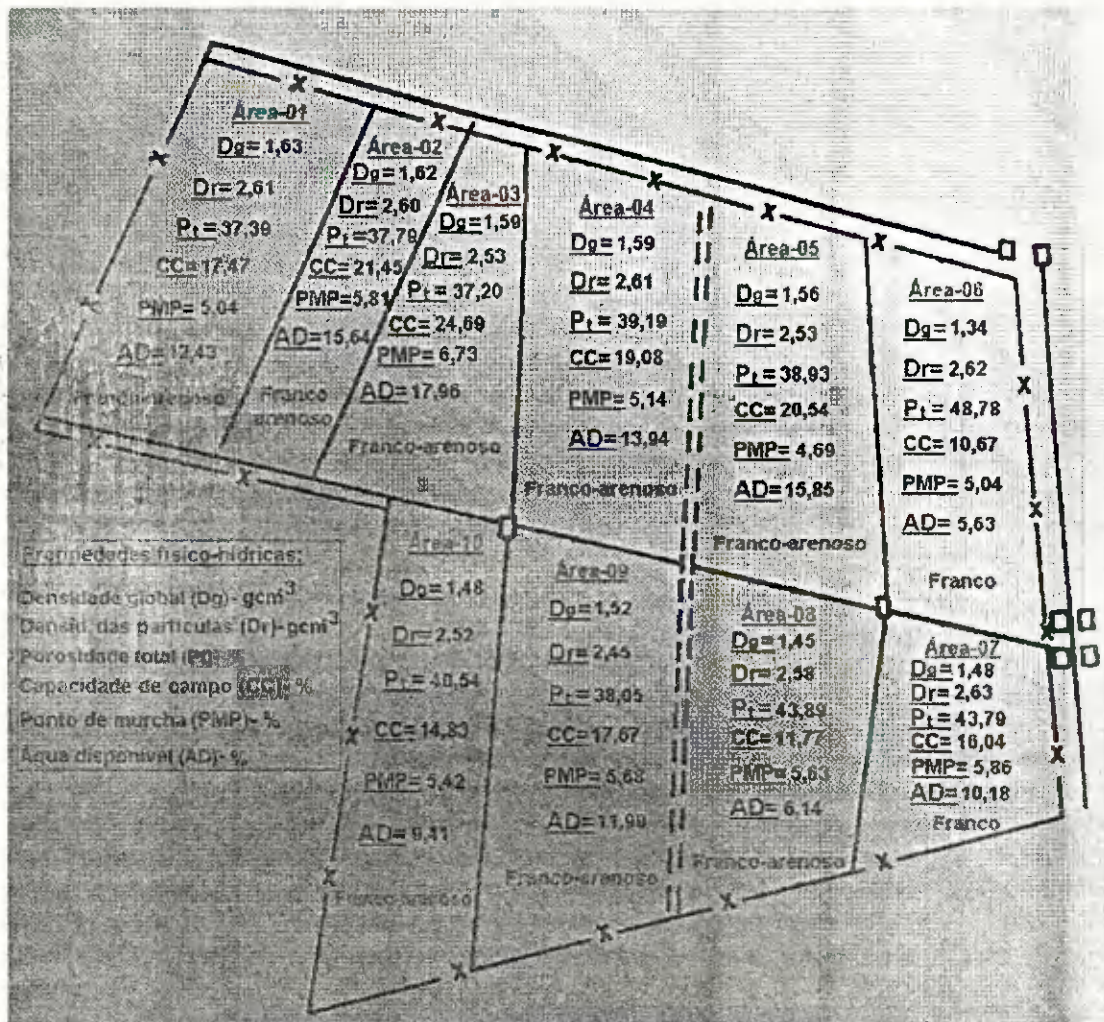 Área-01
Dg= 1,63
Dr= 2,61
Pt= 37,39
CC= 17,47
PMP= 5,04
AD= 12,43
Franco-arenoso
Área-02
Dg= 1,62
Dr= 2,60
Pt= 37,78
CC= 21,45
PMP= 5,81
AD= 15,64
Franco
arenoso
Área-03
Dg= 1,59
Dr= 2,53
Pt= 37,20
CC= 24,69
PMP= 6,73
AD= 17,96
Franco-arenoso
Área-04
Dg= 1,59
Dr= 2,61
Pt= 39,19
CC= 19,08
PMP= 5,14
AD= 13,94
Franco-arenoso
Área-05
Dg= 1,56
Dr= 2,53
Pt= 38,93
CC= 20,54
PMP= 4,69
AD= 15,85
Franco-arenoso
Área-06
Dg= 1,34
Dr= 2,62
Pt= 48,78
CC= 10,67
PMP= 5,04
AD= 5,63
Franco
Área-07
Dg= 1,48
Dr= 2,63
Pt= 43,79
CC= 16,04
PMP= 5,86
AD= 10,18
Franco
Área-08
Dg= 1,45
Dr= 2,58
Pt= 43,89
CC= 11,77
PMP= 5,63
AD= 6,14
Franco-arenoso
Área-09
Dg= 1,52
Dr= 2,45
Pt= 38,05
CC= 17,67
PMP= 5,68
AD= 11,99
Franco-arenoso
Área-10
Dg= 1,48
Dr= 2,52
Pt= 40,54
CC= 14,83
PMP= 5,42
AD= 9,41
Franco-arenoso
Propriedades físico-hídricas:
Densidade global (Dg)- gcm³
Densid. das partículas (Dr)- gcm³
Porosidade total (Pt)- %
Capacidade de campo (CC)- %
Ponto de murcha (PMP)- %
Água disponível (AD)- %